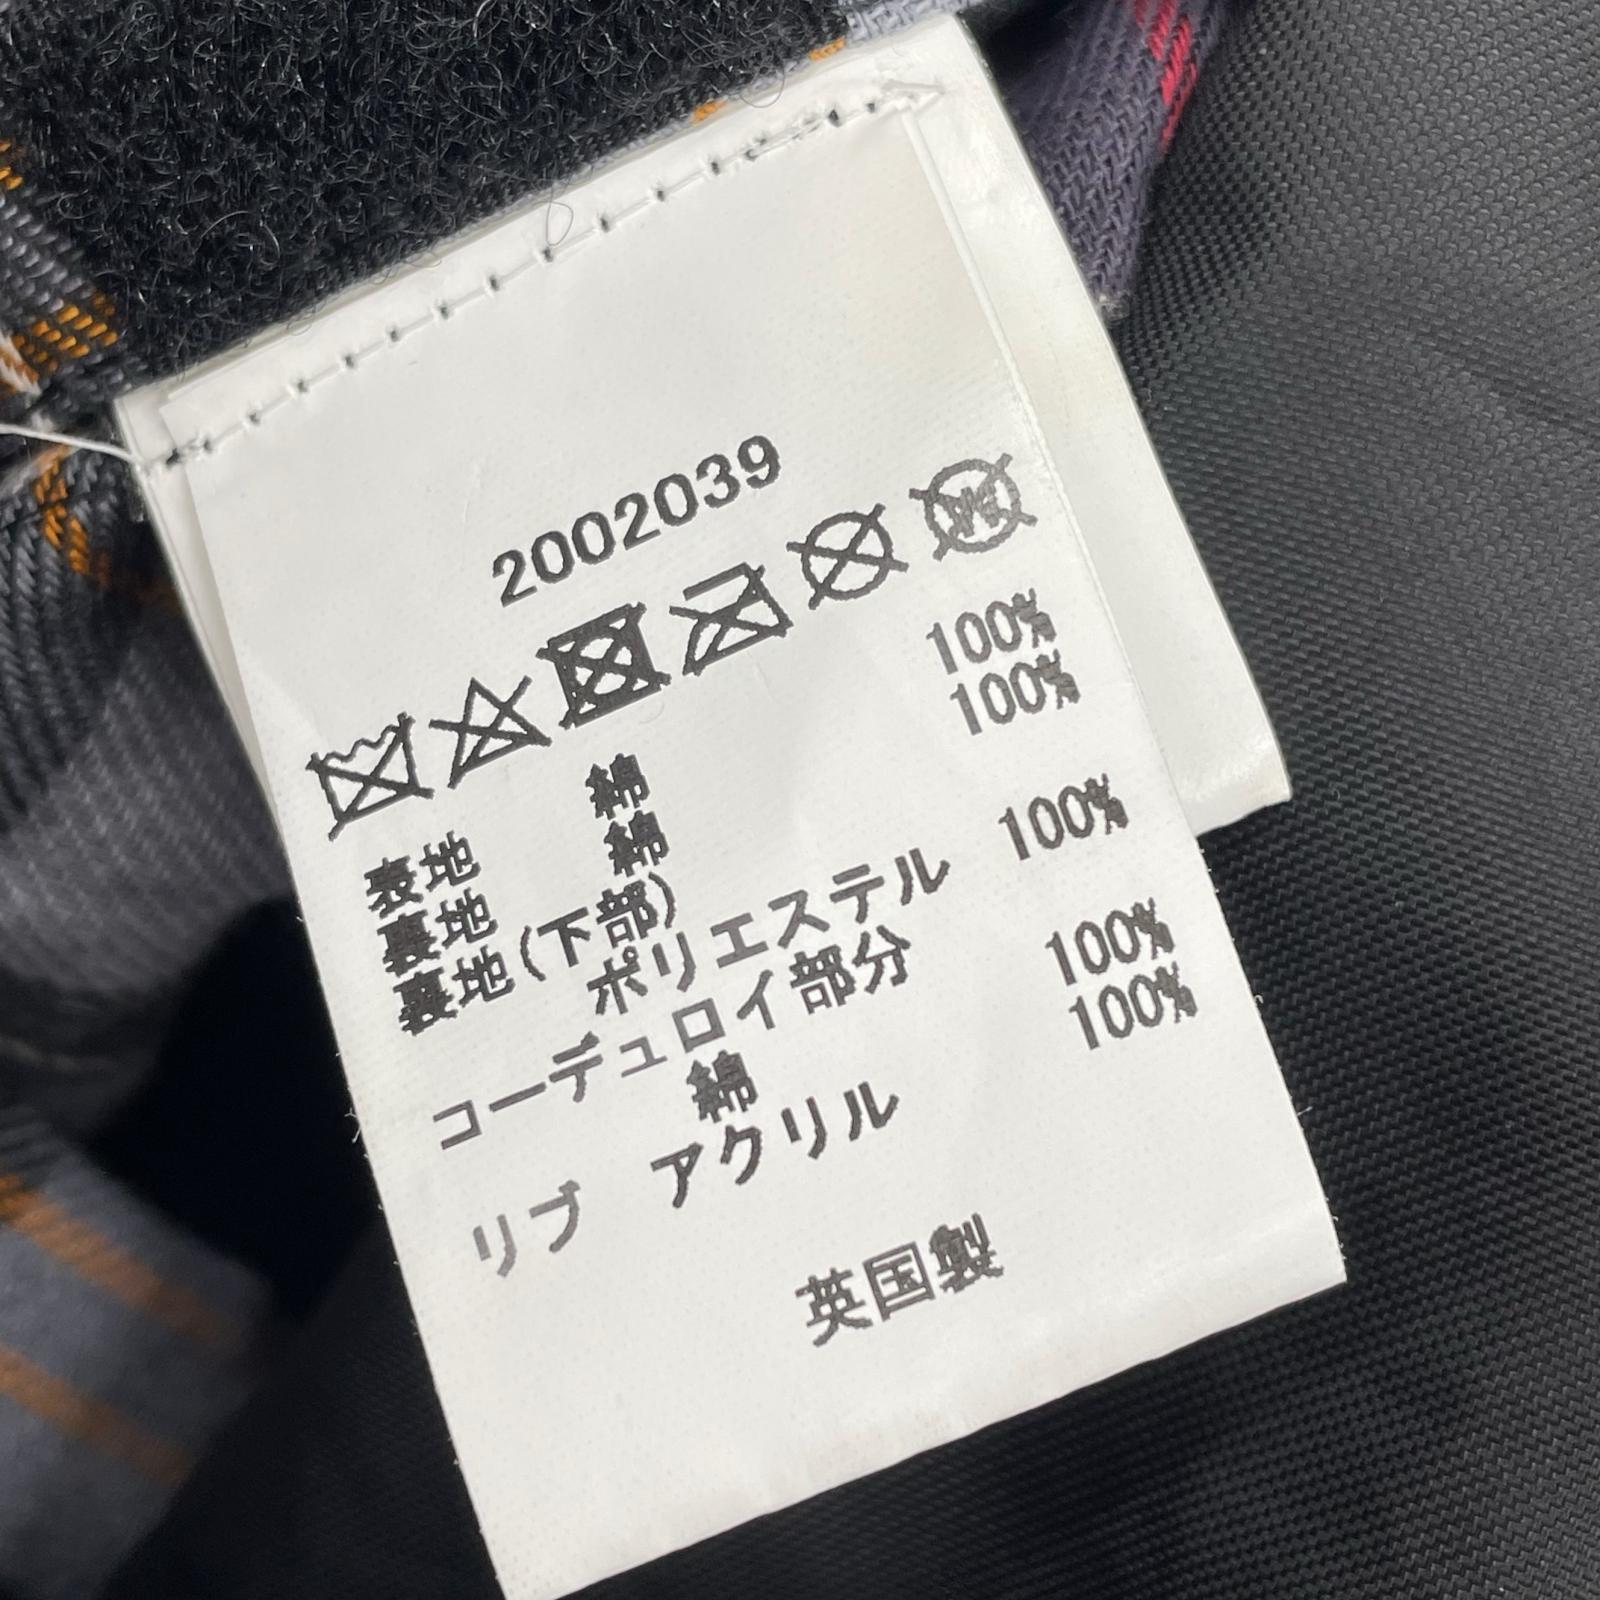 2002039
表地 綿 100%
裏地 綿 100%
裏地(下部)
ポリエステル 100%
コーデュロイ部分
綿 100%
リブ アクリル 100%
英国製